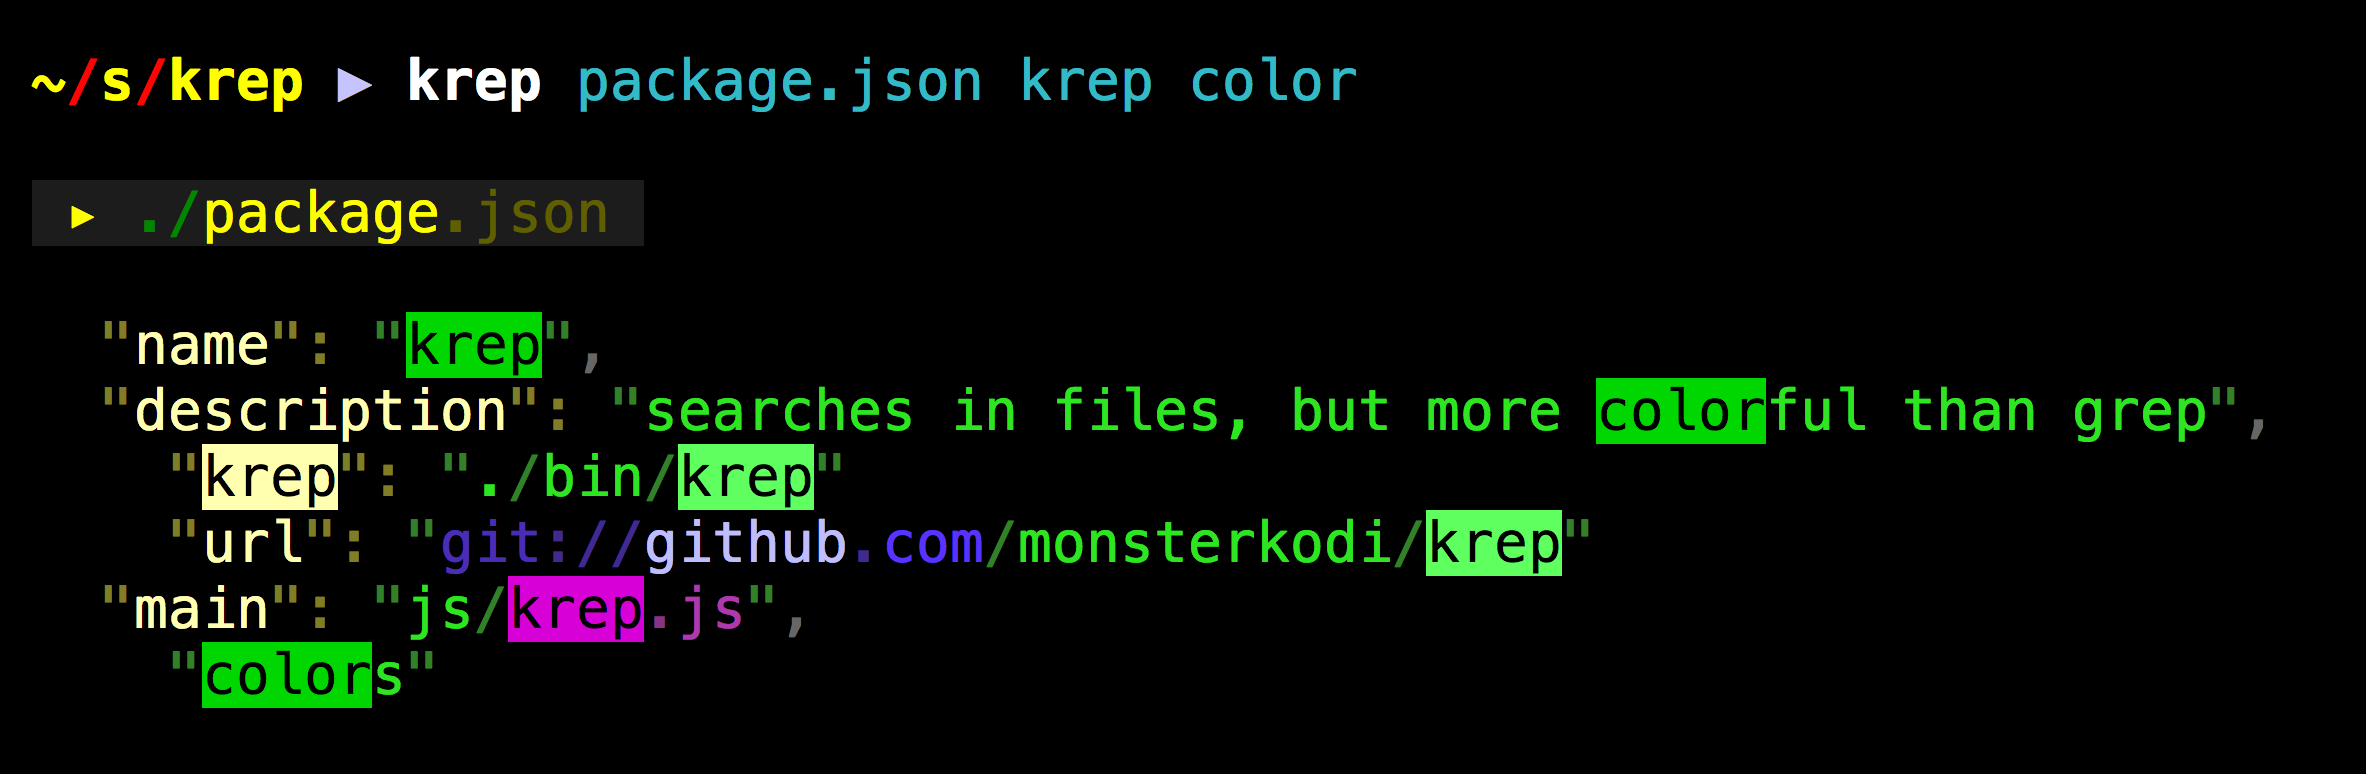 ~/s/krep ▶ krep package.json krep color
▶ ./package.json
"name": "krep",
"description": "searches in files, but more colorful than grep",
"krep": "./bin/krep"
"url": "git://github.com/monsterkodi/krep"
"main": "js/krep.js",
"colors"